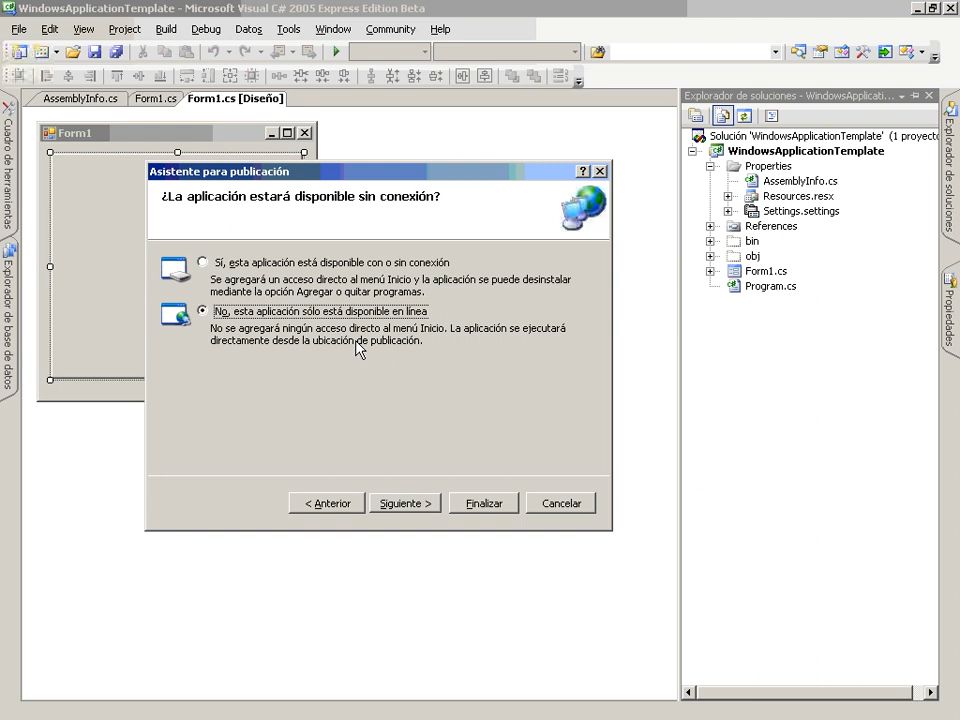 WindowsApplicationTemplate - Microsoft Visual C# 2005 Express Edition Beta
File Edit View Project Build Debug Datos Tools Window Community Help
AssemblyInfo.cs Form1.cs Form1.cs [Diseño]
Explorador de soluciones - WindowsApplicati...
Cuadro de herramientas
Explorador de base de datos
Form1
Asistente para publicación
¿La aplicación estará disponible sin conexión?
Sí, esta aplicación está disponible con o sin conexión
Se agregará un acceso directo al menú Inicio y la aplicación se puede desinstalar
mediante la opción Agregar o quitar programas.
No, esta aplicación sólo está disponible en línea
No se agregará ningún acceso directo al menú Inicio. La aplicación se ejecutará
directamente desde la ubicación de publicación.
< Anterior Siguiente > Finalizar Cancelar
Solución 'WindowsApplicationTemplate' (1 proyecto
WindowsApplicationTemplate
Properties
AssemblyInfo.cs
Resources.resx
Settings.settings
References
bin
obj
Form1.cs
Program.cs
Explorador de soluciones
Propiedades